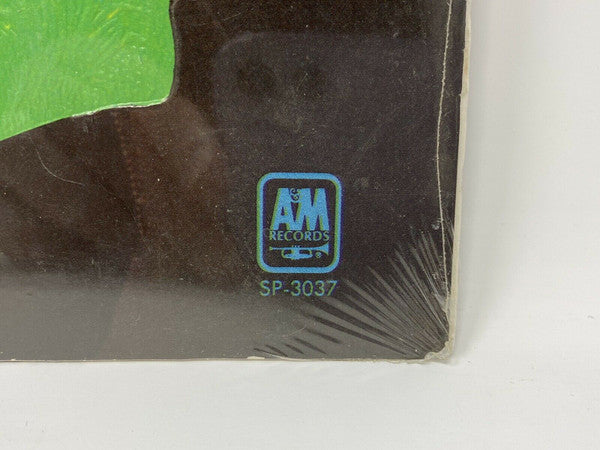 A&M
RECORDS
®
SP-3037